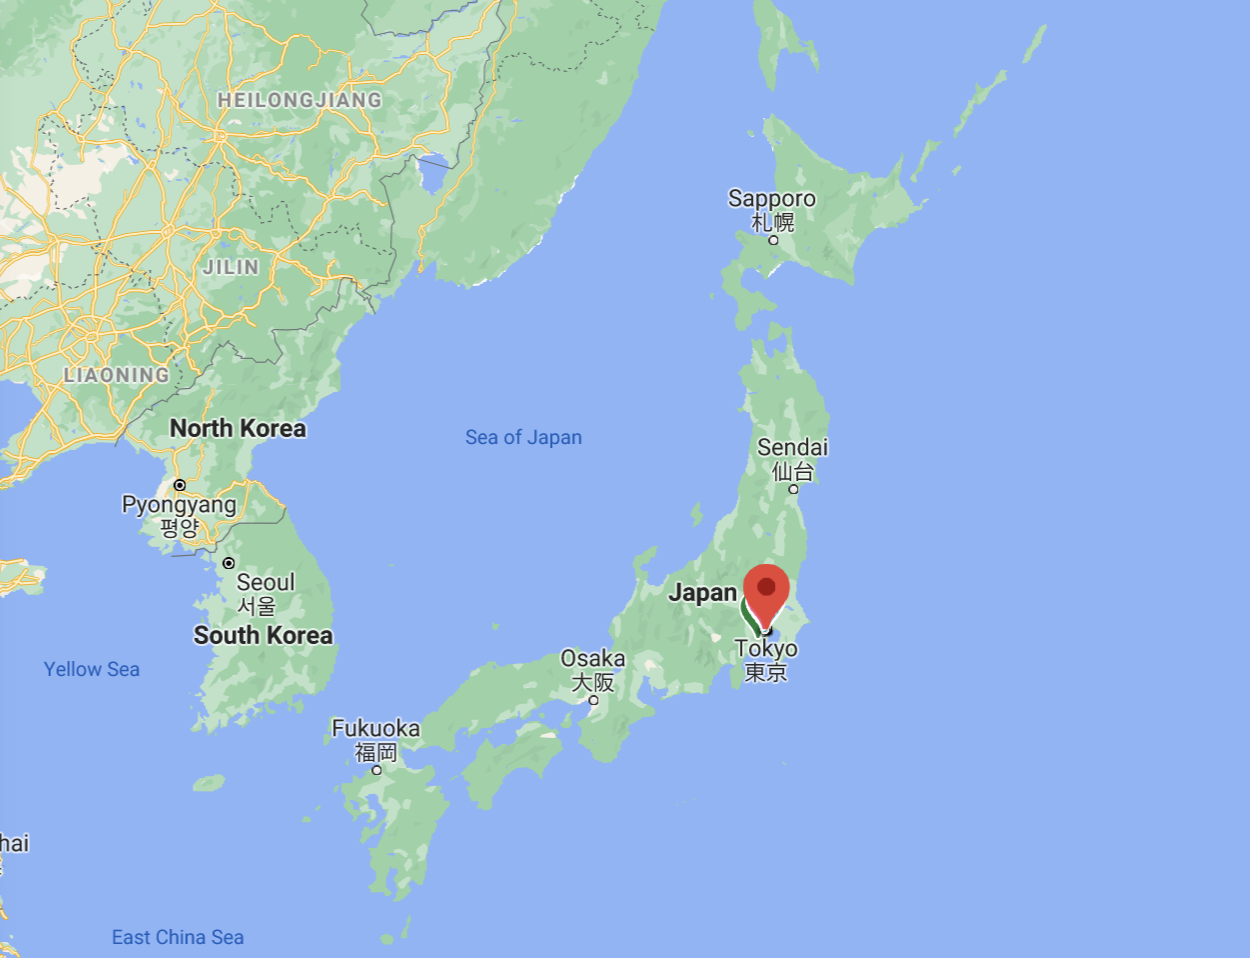 HEILONGJIANG
Sapporo
札幌
JILIN
LIAONING
North Korea
Sea of Japan
Sendai
仙台
Pyongyang
평양
Seoul
서울
Japan
South Korea
Tokyo
東京
Yellow Sea
Osaka
大阪
Fukuoka
福岡
hai
East China Sea